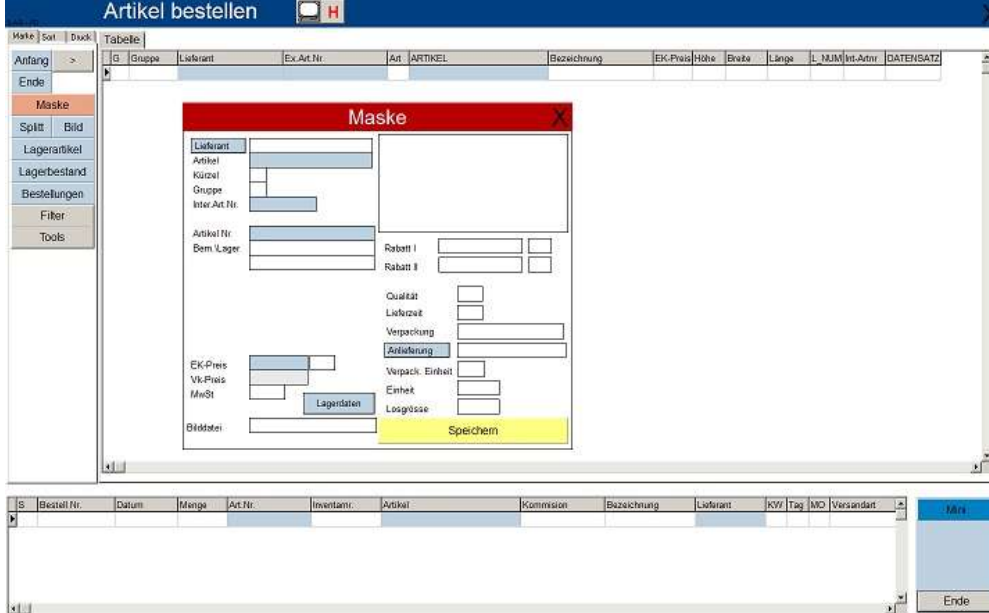 Artikel bestellen H X
Marke Sort Druck Tabelle
Anfang >
Ende
Maske
Splitt Bild
Lagerartikel
Lagerbestand
Bestellungen
Filter
Tools
G Gruppe Lieferant Ex.Art.Nr. Art ARTIKEL Bezeichnung EK-Preis Höhe Breite Länge L_NUM Int-Artnr DATENSATZ
Maske X
Lieferant
Artikel
Kürzel
Gruppe
Inter.Art.Nr.
Artikel Nr.
Bem.\Lager
Rabatt I
Rabatt II
Qualität
Lieferzeit
Verpackung
Anlieferung
Verpack. Einheit
Einheit
Losgrösse
EK-Preis
Vk-Preis
MwSt
Lagerdaten
Bilddatei
Speichern
S Bestell Nr. Datum Menge Art.Nr. Inventarnr. Artikel Kommision Bezeichnung Lieferant KW Tag MO Versandart
Mini
Ende